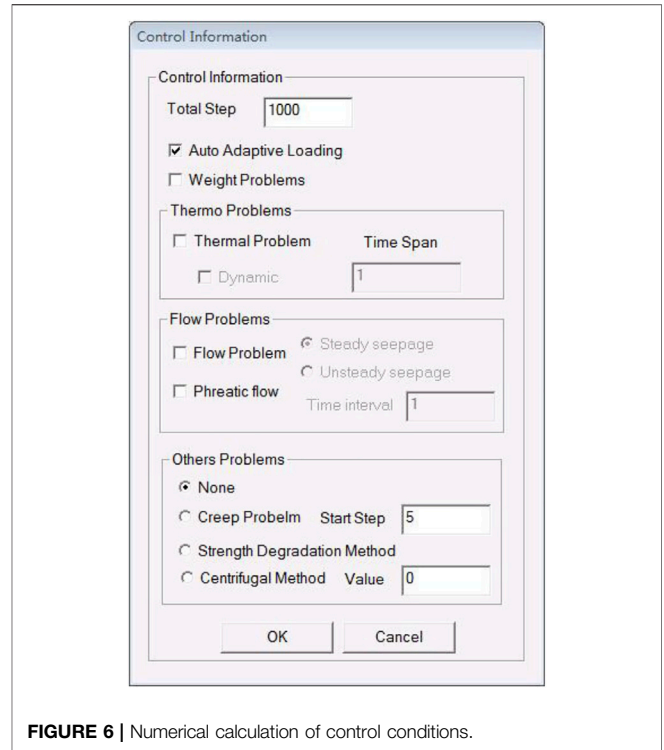 Control Information
Control Information
Total Step 1000
Auto Adaptive Loading
Weight Problems
Thermo Problems
Thermal Problem Time Span
Dynamic 1
Flow Problems
Flow Problem Steady seepage
Unsteady seepage
Phreatic flow
Time interval 1
Others Problems
None
Creep Probelm Start Step 5
Strength Degradation Method
Centrifugal Method Value 0
OK Cancel
FIGURE 6 | Numerical calculation of control conditions.